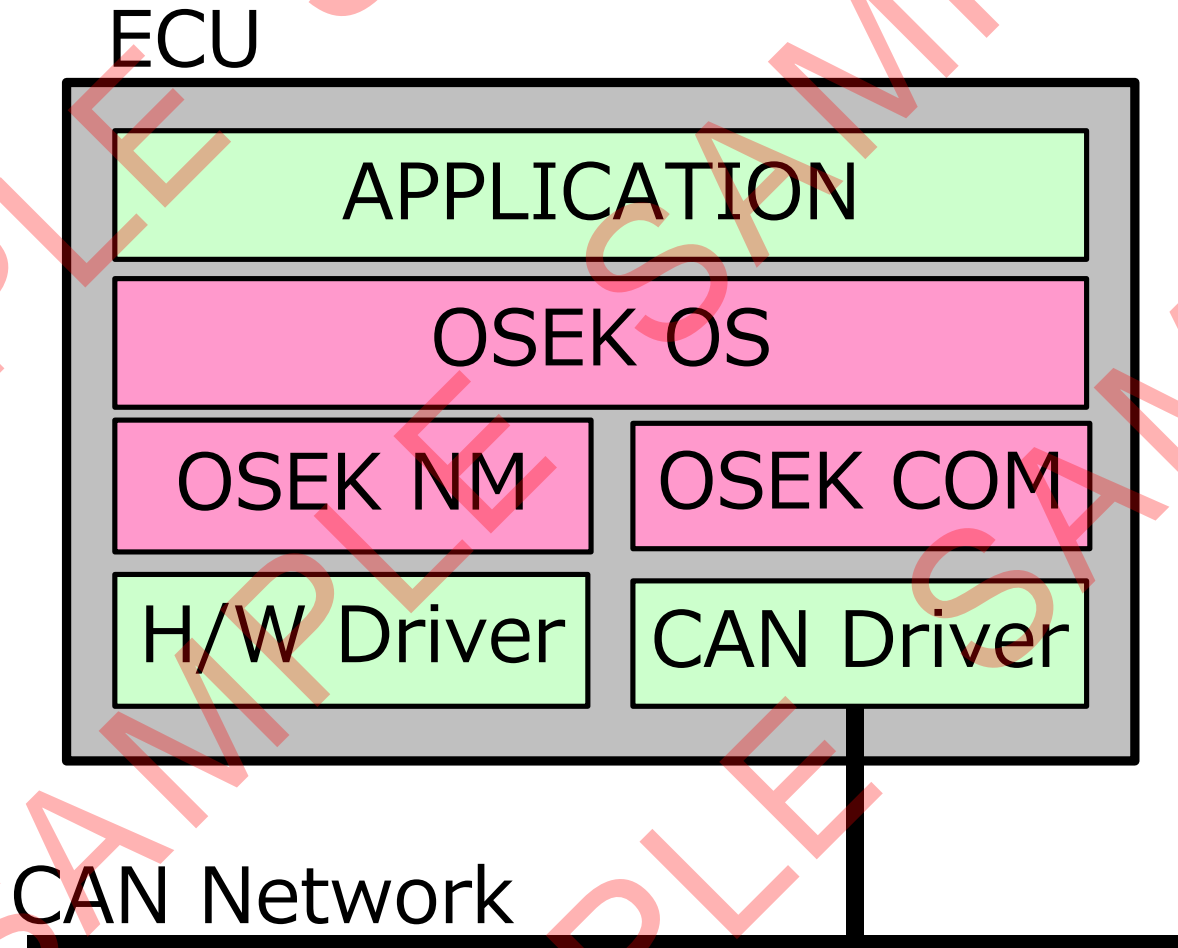 ECU
APPLICATION
OSEK OS
OSEK NM
OSEK COM
H/W Driver
CAN Driver
CAN Network
SAMPLE
SAMPLE
SAMPLE
SAMPLE